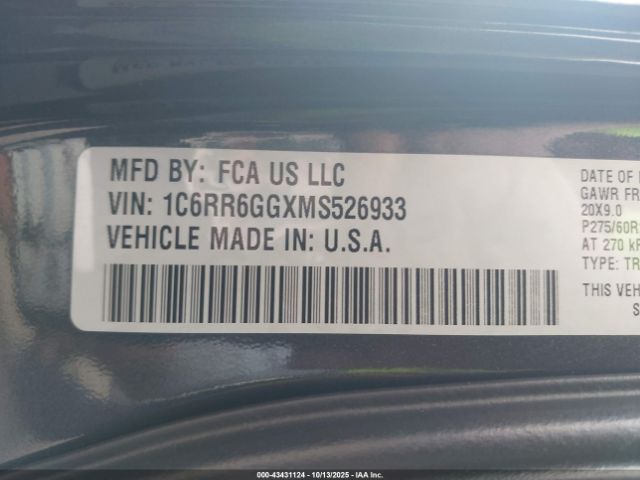 MFD BY: FCA US LLC
VIN: 1C6RR6GGXMS526933
VEHICLE MADE IN: U.S.A.
DATE OF
GAWR FR
20X9.0
P275/60R
AT 270 kP
TYPE: TR
THIS VEH
S
000-43431124 - 10/13/2025 - IAA Inc.